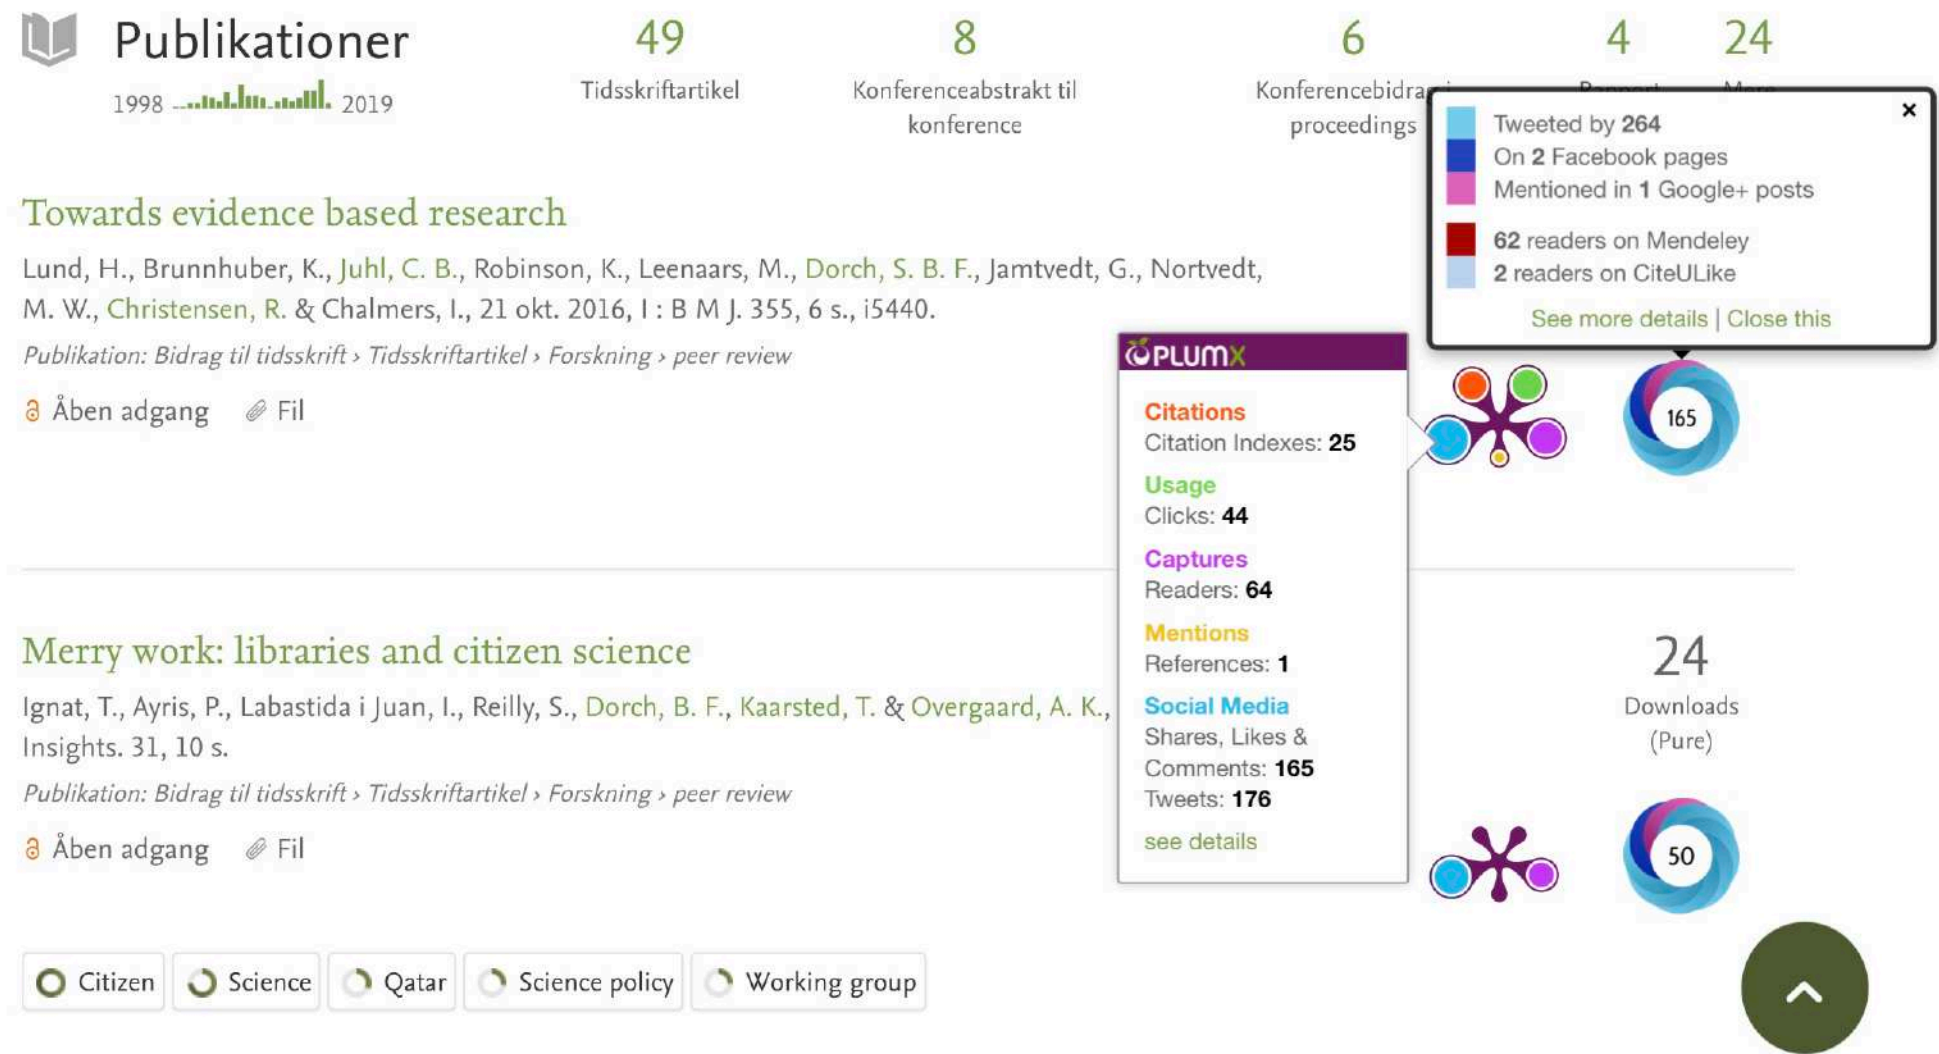 Publikationer
1998
2019
49
Tidsskriftartikel
8
Konferenceabstrakt til
konference
6
Konferencebidrag i
proceedings
4
Rapport
24
Mere
×
Tweeted by 264
On 2 Facebook pages
Mentioned in 1 Google+ posts
62 readers on Mendeley
2 readers on CiteULike
See more details | Close this
Towards evidence based research
Lund, H., Brunnhuber, K., Juhl, C. B., Robinson, K., Leenaars, M., Dorch, S. B. F., Jamtvedt, G., Nortvedt,
M. W., Christensen, R. & Chalmers, I., 21 okt. 2016, I : B M J. 355, 6 s., i5440.
Publikation: Bidrag til tidsskrift › Tidsskriftartikel › Forskning › peer review
Åben adgang Fil
PLUMX
Citations
Citation Indexes: 25
Usage
Clicks: 44
Captures
Readers: 64
Mentions
References: 1
Social Media
Shares, Likes &
Comments: 165
Tweets: 176
see details
165
Merry work: libraries and citizen science
Ignat, T., Ayris, P., Labastida i Juan, I., Reilly, S., Dorch, B. F., Kaarsted, T. & Overgaard, A. K.,
Insights. 31, 10 s.
Publikation: Bidrag til tidsskrift › Tidsskriftartikel › Forskning › peer review
Åben adgang Fil
24
Downloads
(Pure)
50
Citizen
Science
Qatar
Science policy
Working group